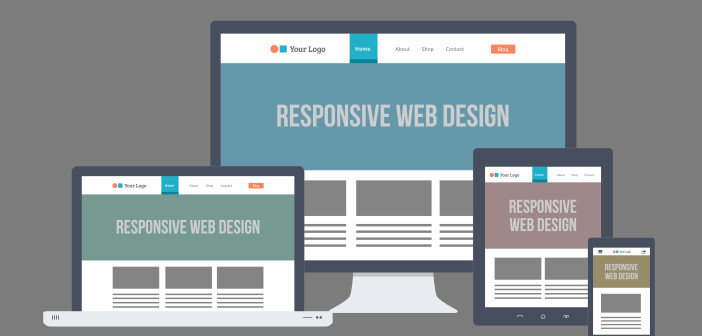 Your Logo Home About Shop Contact Blog
RESPONSIVE WEB DESIGN
Your Logo Home About Shop Contact Blog
RESPONSIVE WEB DESIGN
Your Logo Home About Shop Contact
RESPONSIVE
WEB DESIGN
Your Logo
RESPONSIVE
WEB DESIGN